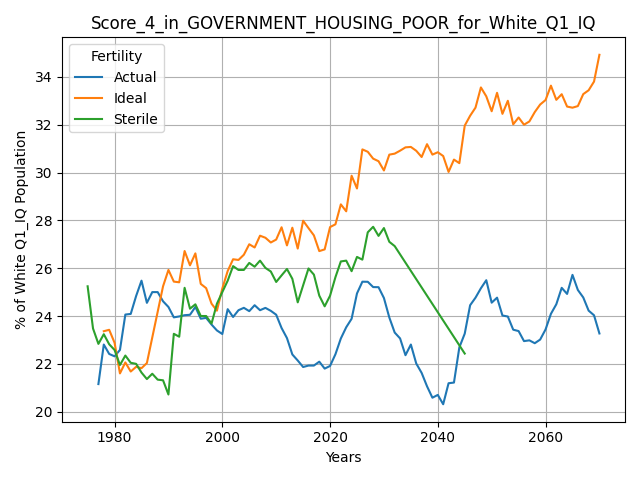 Score_4_in_GOVERNMENT_HOUSING_POOR_for_White_Q1_IQ
Fertility
Actual
Ideal
Sterile
% of White Q1_IQ Population
34
32
30
28
26
24
22
20
1980
2000
2020
2040
2060
Years